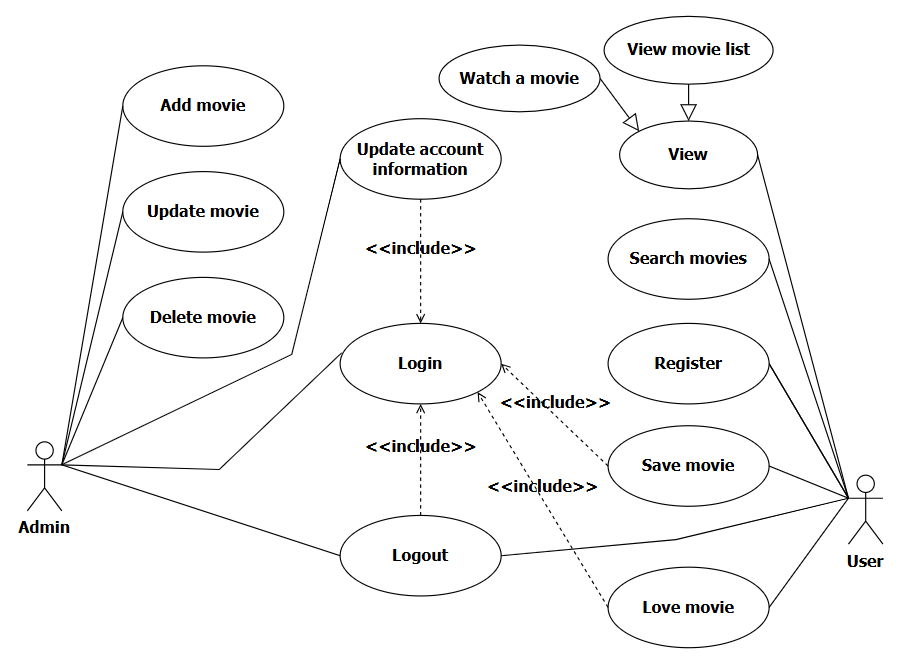 View movie list
Watch a movie
Add movie
Update account
information
View
Update movie
<<include>>
Search movies
Delete movie
Login
Register
<<include>>
<<include>>
Save movie
<<include>>
Admin
Logout
User
Love movie